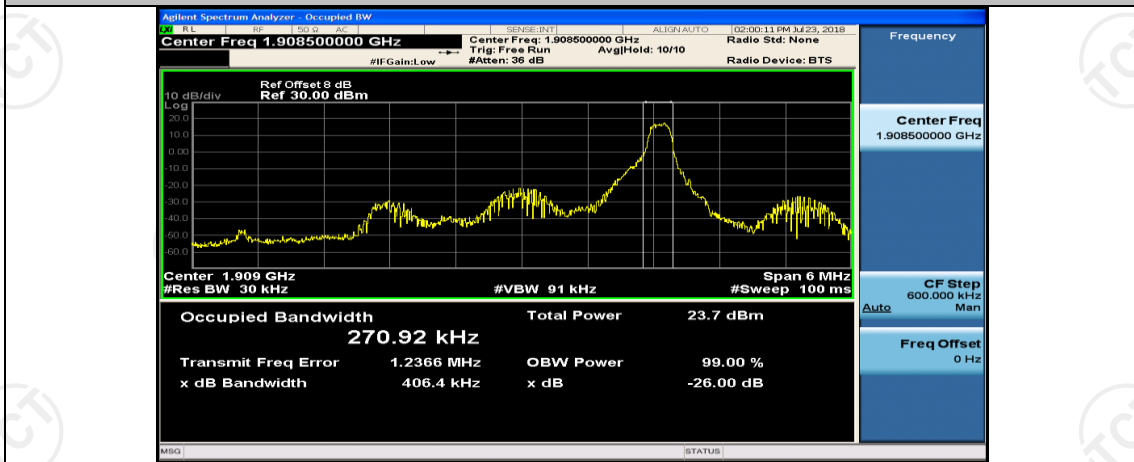 Agilent Spectrum Analyzer - Occupied BW
LXI RL RF 50 Ω AC SENSE:INT ALIGN AUTO 02:00:11 PM Jul 23, 2018
Center Freq 1.908500000 GHz Center Freq: 1.908500000 GHz Radio Std: None Frequency
Trig: Free Run Avg|Hold: 10/10
#IFGain:Low #Atten: 36 dB Radio Device: BTS
Ref Offset 8 dB
10 dB/div Ref 30.00 dBm
Log
20.0
10.0
0.00
-10.0
-20.0
-30.0
-40.0
-50.0
-60.0
Center Freq
1.908500000 GHz
Center 1.909 GHz Span 6 MHz
#Res BW 30 kHz #VBW 91 kHz #Sweep 100 ms
CF Step
600.000 kHz
Auto Man
Occupied Bandwidth Total Power 23.7 dBm
270.92 kHz
Transmit Freq Error 1.2366 MHz OBW Power 99.00 %
x dB Bandwidth 406.4 kHz x dB -26.00 dB
Freq Offset
0 Hz
MSG STATUS
TCT
TCT
TCT
TCT